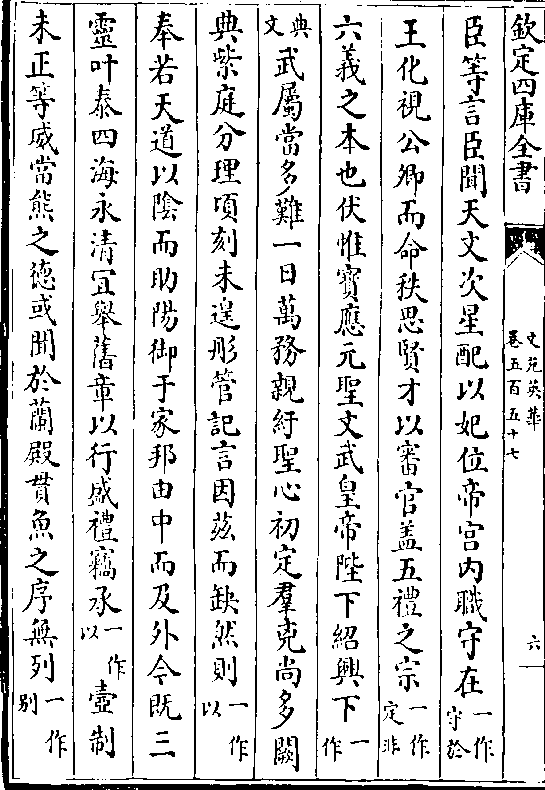 欽定四庫全書
文苑英華
卷五百五十七
六
臣等言臣聞天文次星配以妃位帝宫内職守在一作守於
王化視公卿而命秩思賢才以審官蓋五禮之宗一作定非
六義之本也伏惟寳應元聖文武皇帝陛下紹興下一作
典文武屬當多難一日萬務親紆聖心初定羣克尚多闕
典紫庭分理頃刻未遑彤管記言因兹而缺然則一作以
奉若天道以陰而助陽御于家邦由中而及外今既三
靈叶泰四海永清宜舉舊章以行盛禮竊承一作以壼制
未正等威當熊之德或聞於蘭殿貫魚之序無列一作别